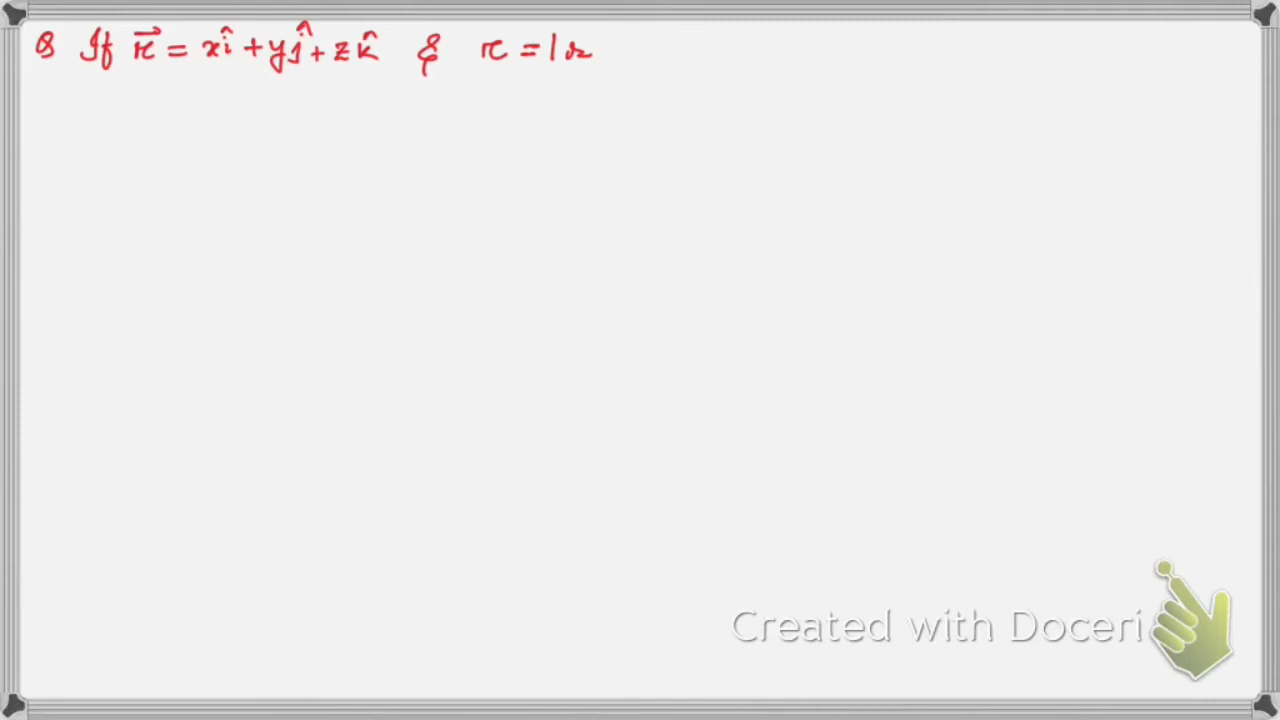 Q If r⃗ = xî + yĵ + zk̂ & r = |r
Created with Doceri